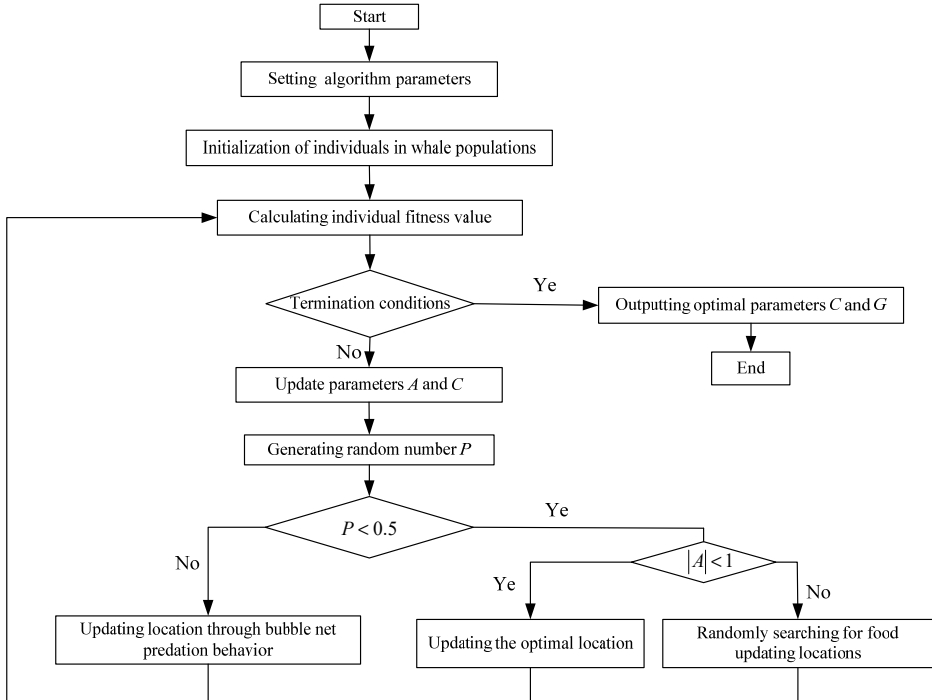 Start
Setting algorithm parameters
Initialization of individuals in whale populations
Calculating individual fitness value
Termination conditions
Ye
Outputting optimal parameters C and G
End
No
Update parameters A and C
Generating random number P
P < 0.5
Ye
No
|A| < 1
Ye
No
Updating location through bubble net
predation behavior
Updating the optimal location
Randomly searching for food
updating locations